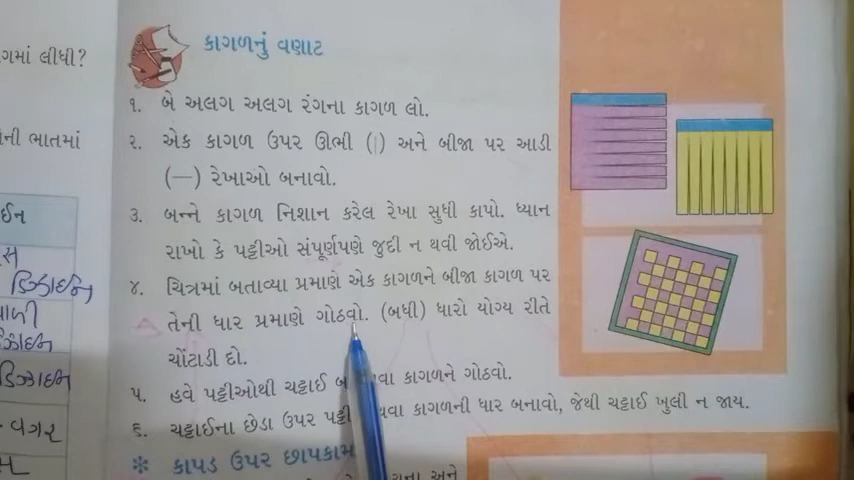 ગમાં લીધી?
ની ભાતમાં
ઈન
સ
ડિઝાઇન
ડિઝાઇન
- વગર
કાગળનું વણાટ
૧. બે અલગ અલગ રંગના કાગળ લો.
૨. એક કાગળ ઉપર ઊભી (|) અને બીજા પર આડી
(—) રેખાઓ બનાવો.
૩. બન્ને કાગળ નિશાન કરેલ રેખા સુધી કાપો. ધ્યાન
રાખો કે પટ્ટીઓ સંપૂર્ણપણે જુદી ન થવી જોઈએ.
૪. ચિત્રમાં બતાવ્યા પ્રમાણે એક કાગળને બીજા કાગળ પર
તેની ધાર પ્રમાણે ગોઠવો. (બધી) ધારો યોગ્ય રીતે
ચોંટાડી દો.
૫. હવે પટ્ટીઓથી ચટ્ટાઈ કાગળને ગોઠવો.
૬. ચટ્ટાઈના છેડા ઉપર પટ્ટી કાગળની ધાર બનાવો, જેથી ચટ્ટાઈ ખુલી ન જાય.
* કાપડ ઉપર છાપકામ
અને